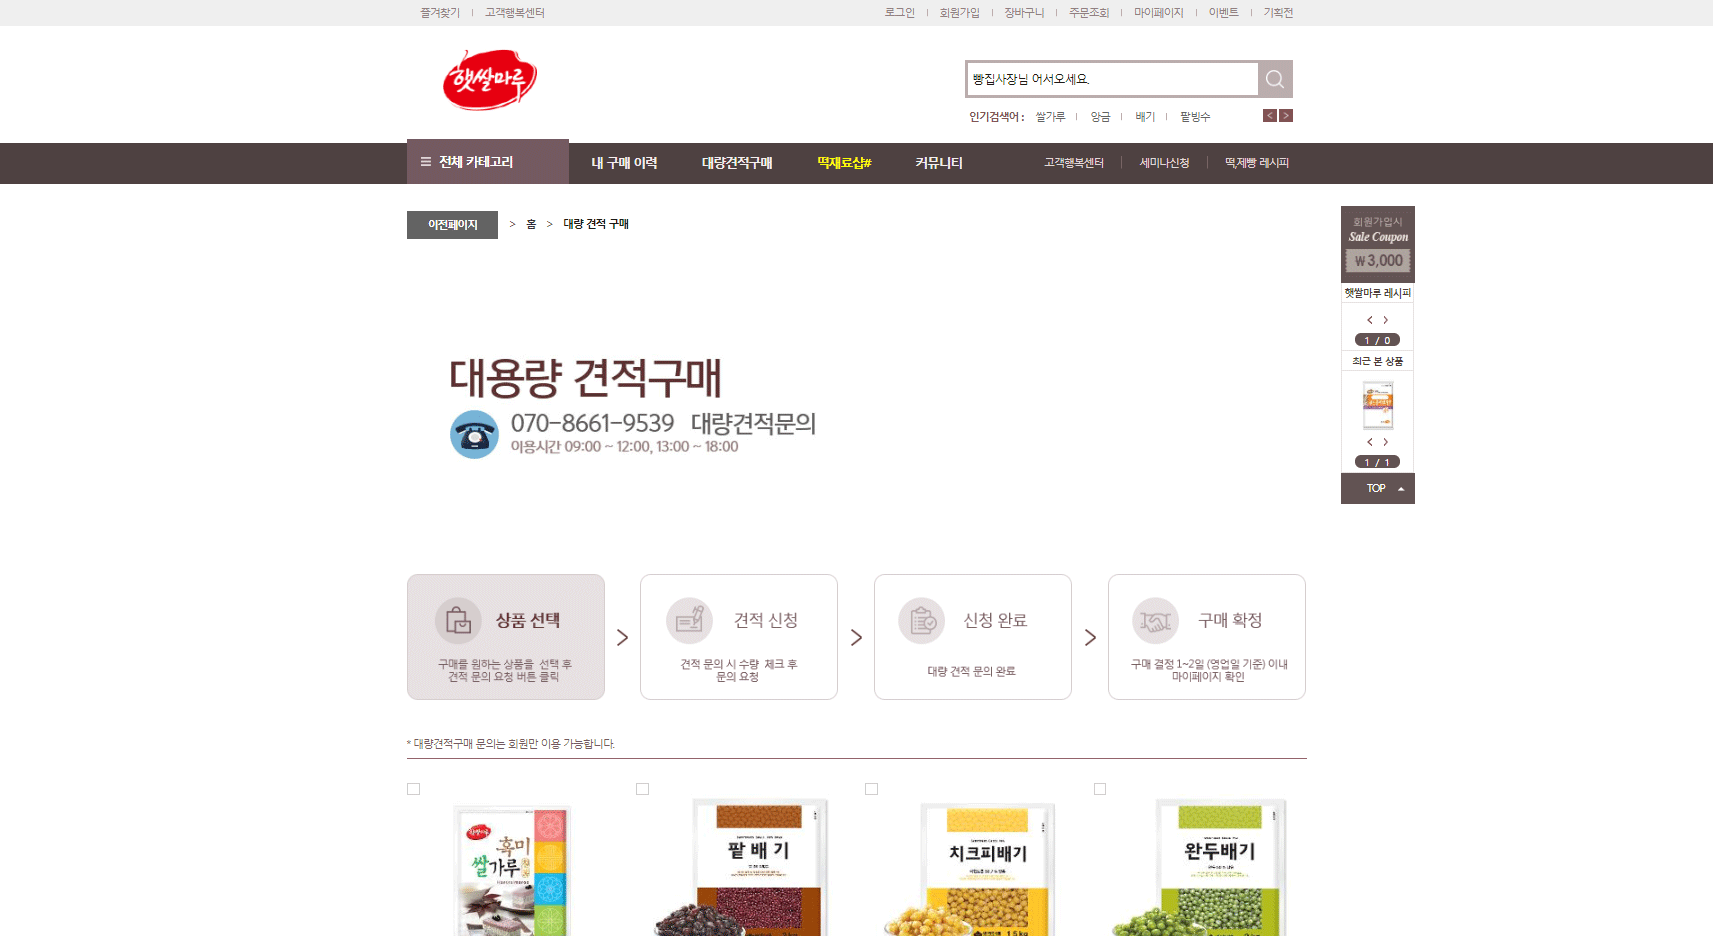 즐겨찾기 고객행복센터 로그인 회원가입 장바구니 주문조회 마이페이지 이벤트 기획전
햇쌀마루
빵집사장님 어서오세요.
인기검색어 : 쌀가루 앙금 배기 팥빙수 < >
전체 카테고리 내 구매 이력 대량견적구매 떡재료샵# 커뮤니티 고객행복센터 세미나신청 떡,제빵 레시피
이전페이지 > 홈 > 대량 견적 구매
회원가입시
Sale Coupon
₩3,000
햇쌀마루 레시피
< >
1 / 0
최근 본 상품
< >
1 / 1
TOP
대용량 견적구매
070-8661-9539 대량견적문의
이용시간 09:00 ~ 12:00, 13:00 ~ 18:00
상품 선택
구매를 원하는 상품을 선택 후
견적 문의 요청 버튼 클릭
>
견적 신청
견적 문의 시 수량 체크 후
문의 요청
>
신청 완료
대량 견적 문의 완료
>
구매 확정
구매 결정 1~2일 (영업일 기준) 이내
마이페이지 확인
* 대량견적구매 문의는 회원만 이용 가능합니다.
햇쌀마루
흑미
쌀가루
팥배기
치크피배기
1.5kg
완두배기